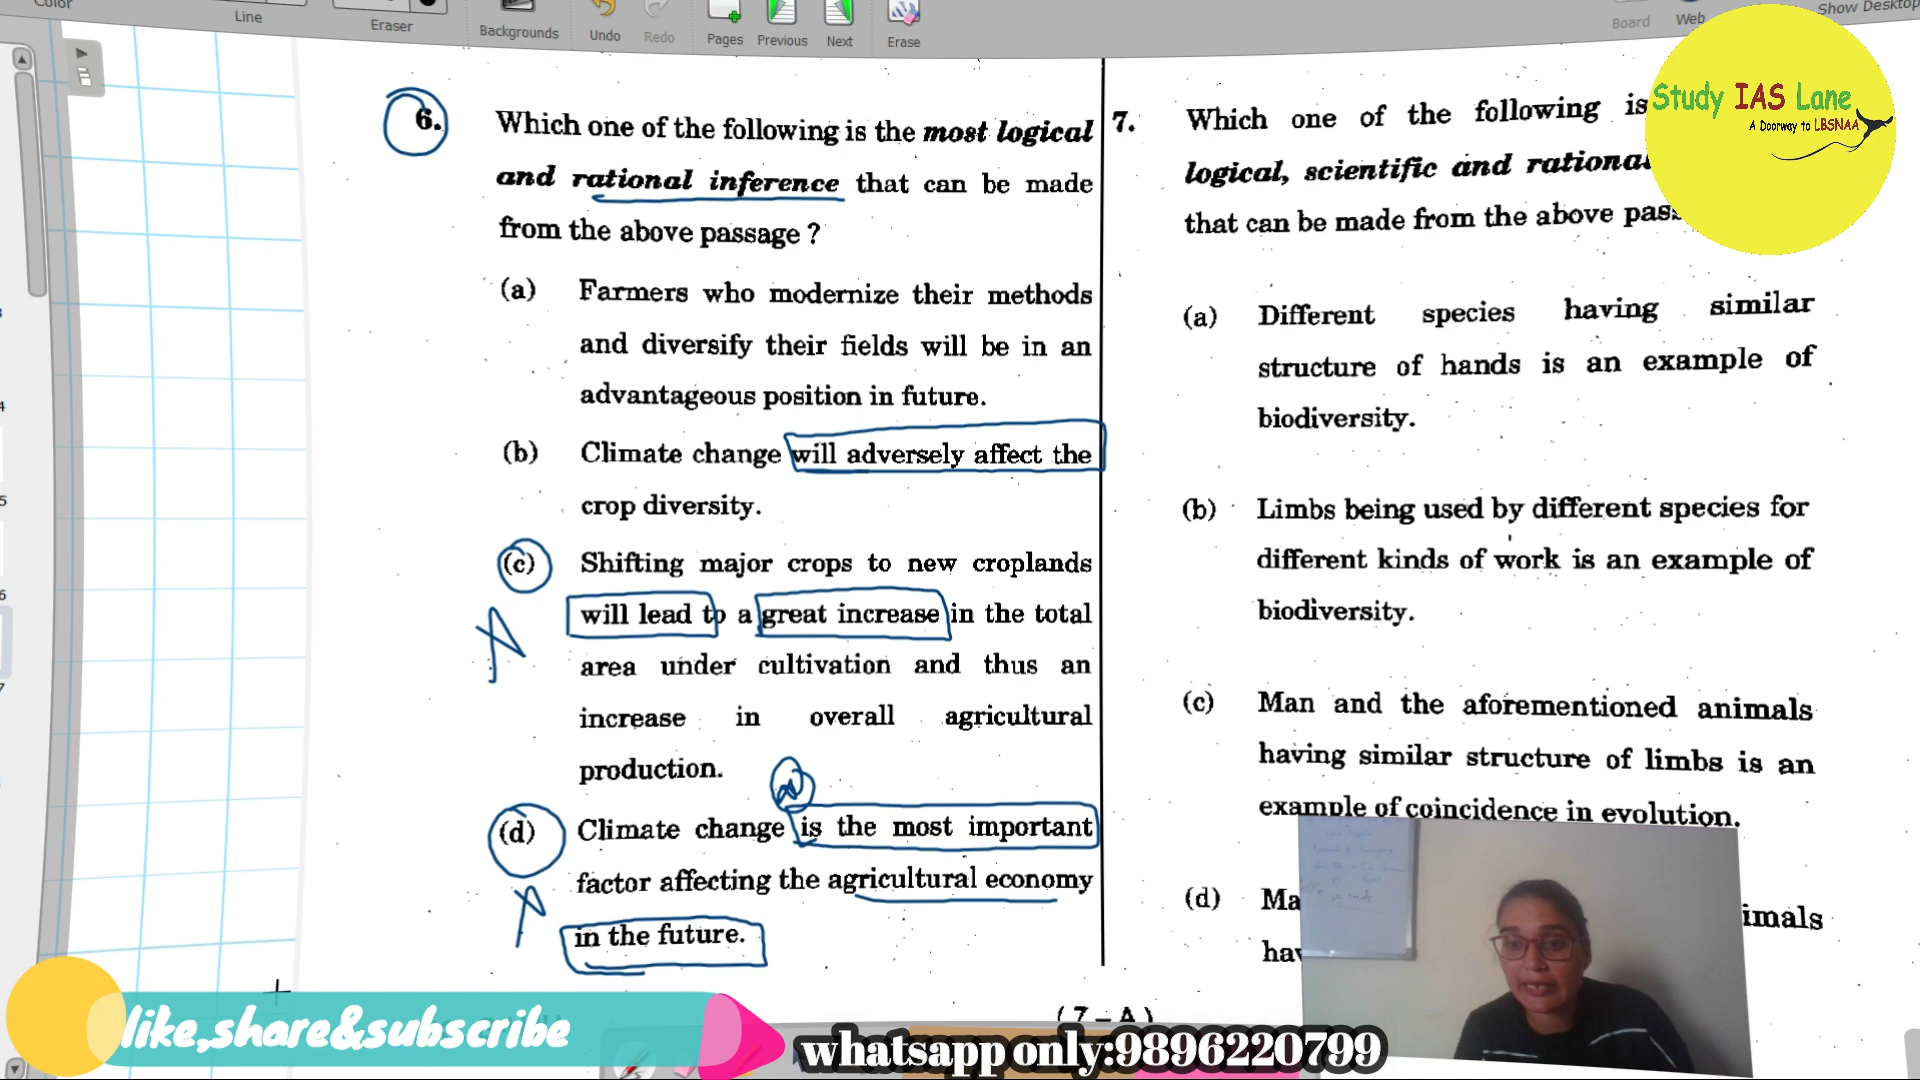 Color
Line
Eraser
Backgrounds
Undo
Redo
Pages
Previous
Next
Erase
Board
Web
Show Desktop
Study IAS Lane
A Doorway to LBSNAA
6.
Which one of the following is the most logical
and rational inference that can be made
from the above passage ?
(a) Farmers who modernize their methods
and diversify their fields will be in an
advantageous position in future.
(b) Climate change will adversely affect the
crop diversity.
(c) Shifting major crops to new croplands
will lead to a great increase in the total
area under cultivation and thus an
increase in overall agricultural
production.
(d) Climate change is the most important
factor affecting the agricultural economy
in the future.
7.
Which one of the following is
logical, scientific and rational
that can be made from the above pass
(a) Different species having similar
structure of hands is an example of
biodiversity.
(b) Limbs being used by different species for
different kinds of work is an example of
biodiversity.
(c) Man and the aforementioned animals
having similar structure of limbs is an
example of coincidence in evolution.
(d) Ma imals
hav
(7 – A)
like,share&subscribe
whatsapp only:9896220799